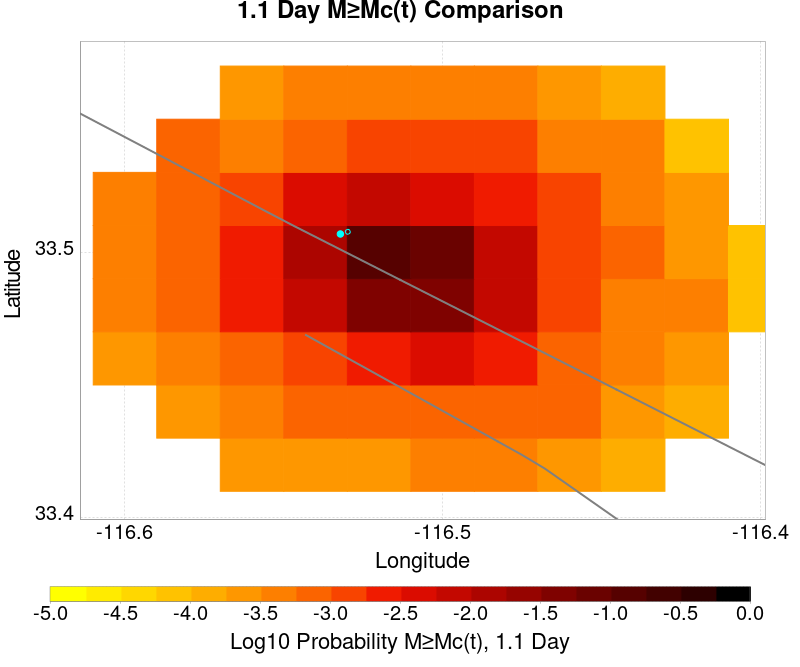 1.1 Day M≥Mc(t) Comparison
Latitude
33.5
33.4
-116.6 -116.5 -116.4
Longitude
-5.0 -4.5 -4.0 -3.5 -3.0 -2.5 -2.0 -1.5 -1.0 -0.5 0.0
Log10 Probability M≥Mc(t), 1.1 Day